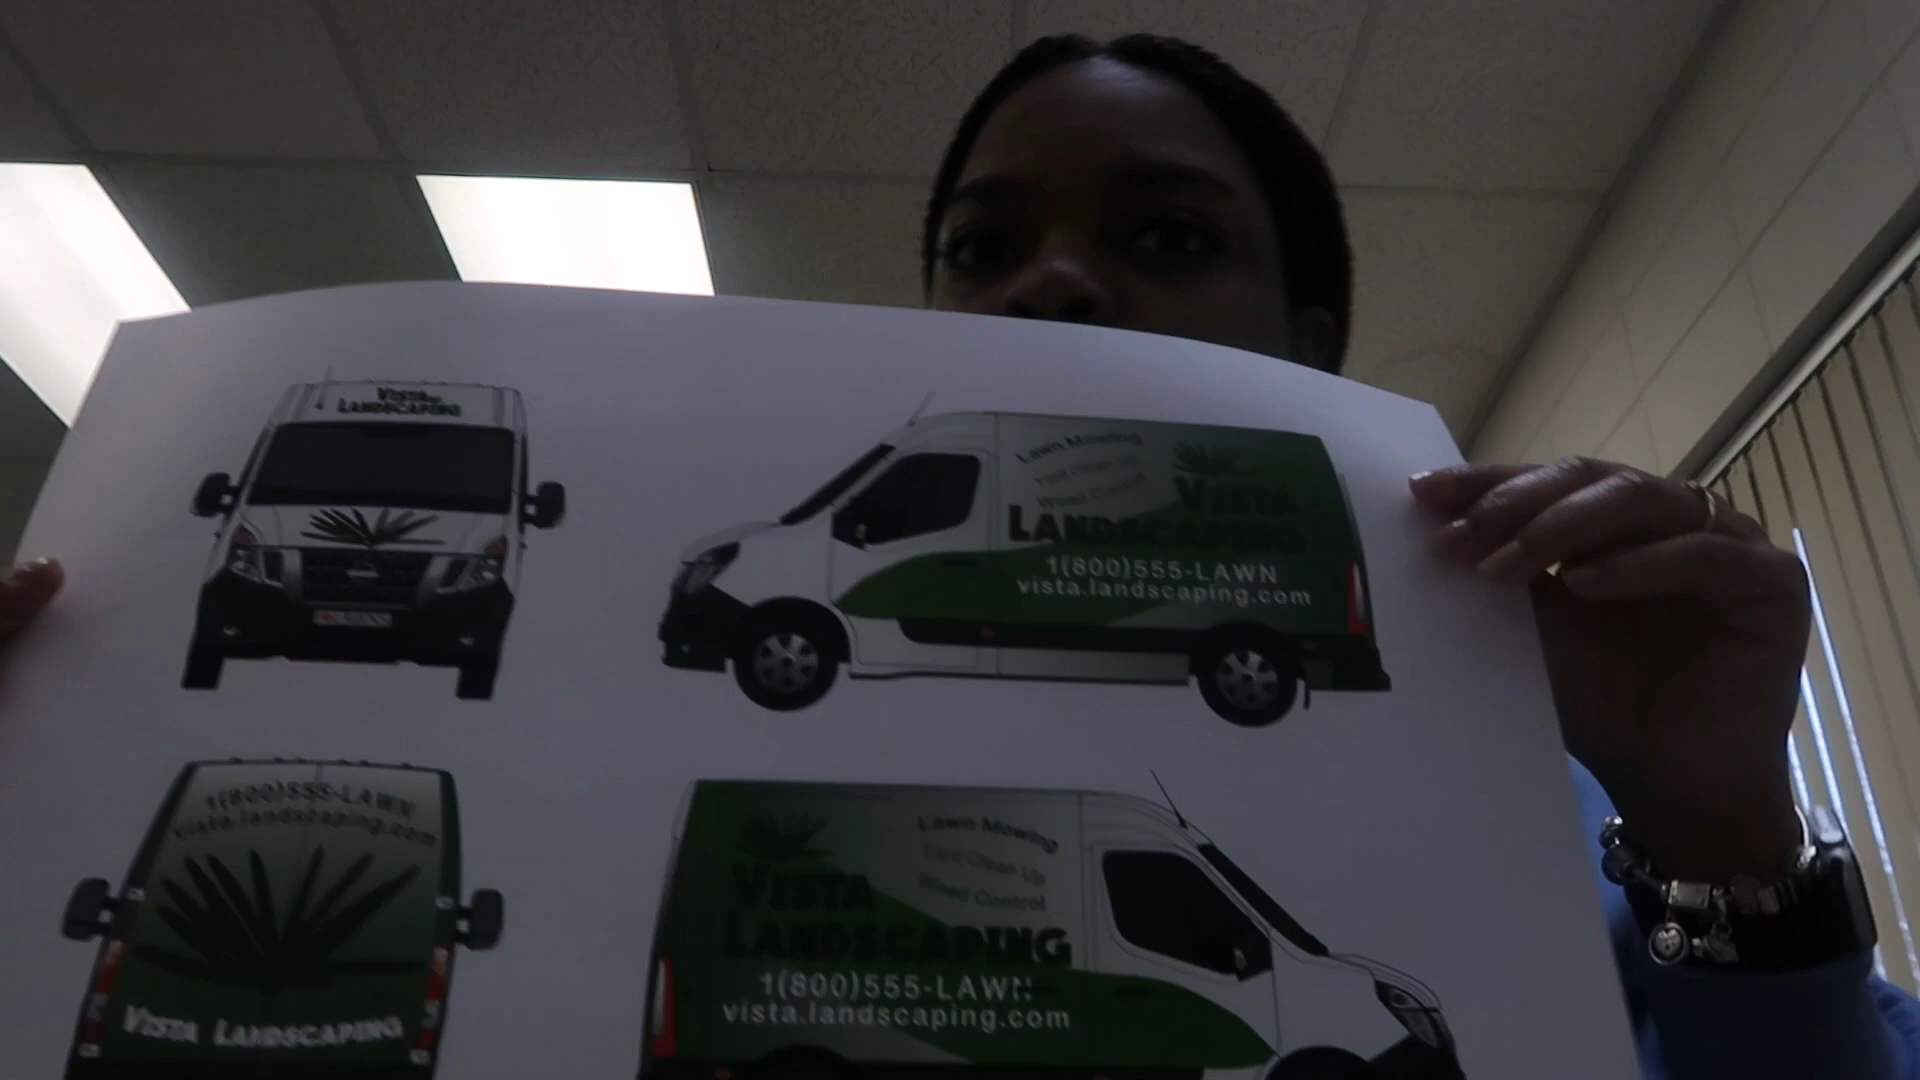 VISTA
LANDSCAPING
Lawn Mowing
Yard Clean Up
Weed Control
VISTA
LANDSCAPING
1(800)555-LAWN
vista.landscaping.com
1(800)555-LAWN
vista.landscaping.com
VISTA LANDSCAPING
Lawn Mowing
Yard Clean Up
Weed Control
VISTA
LANDSCAPING
1(800)555-LAWN
vista.landscaping.com